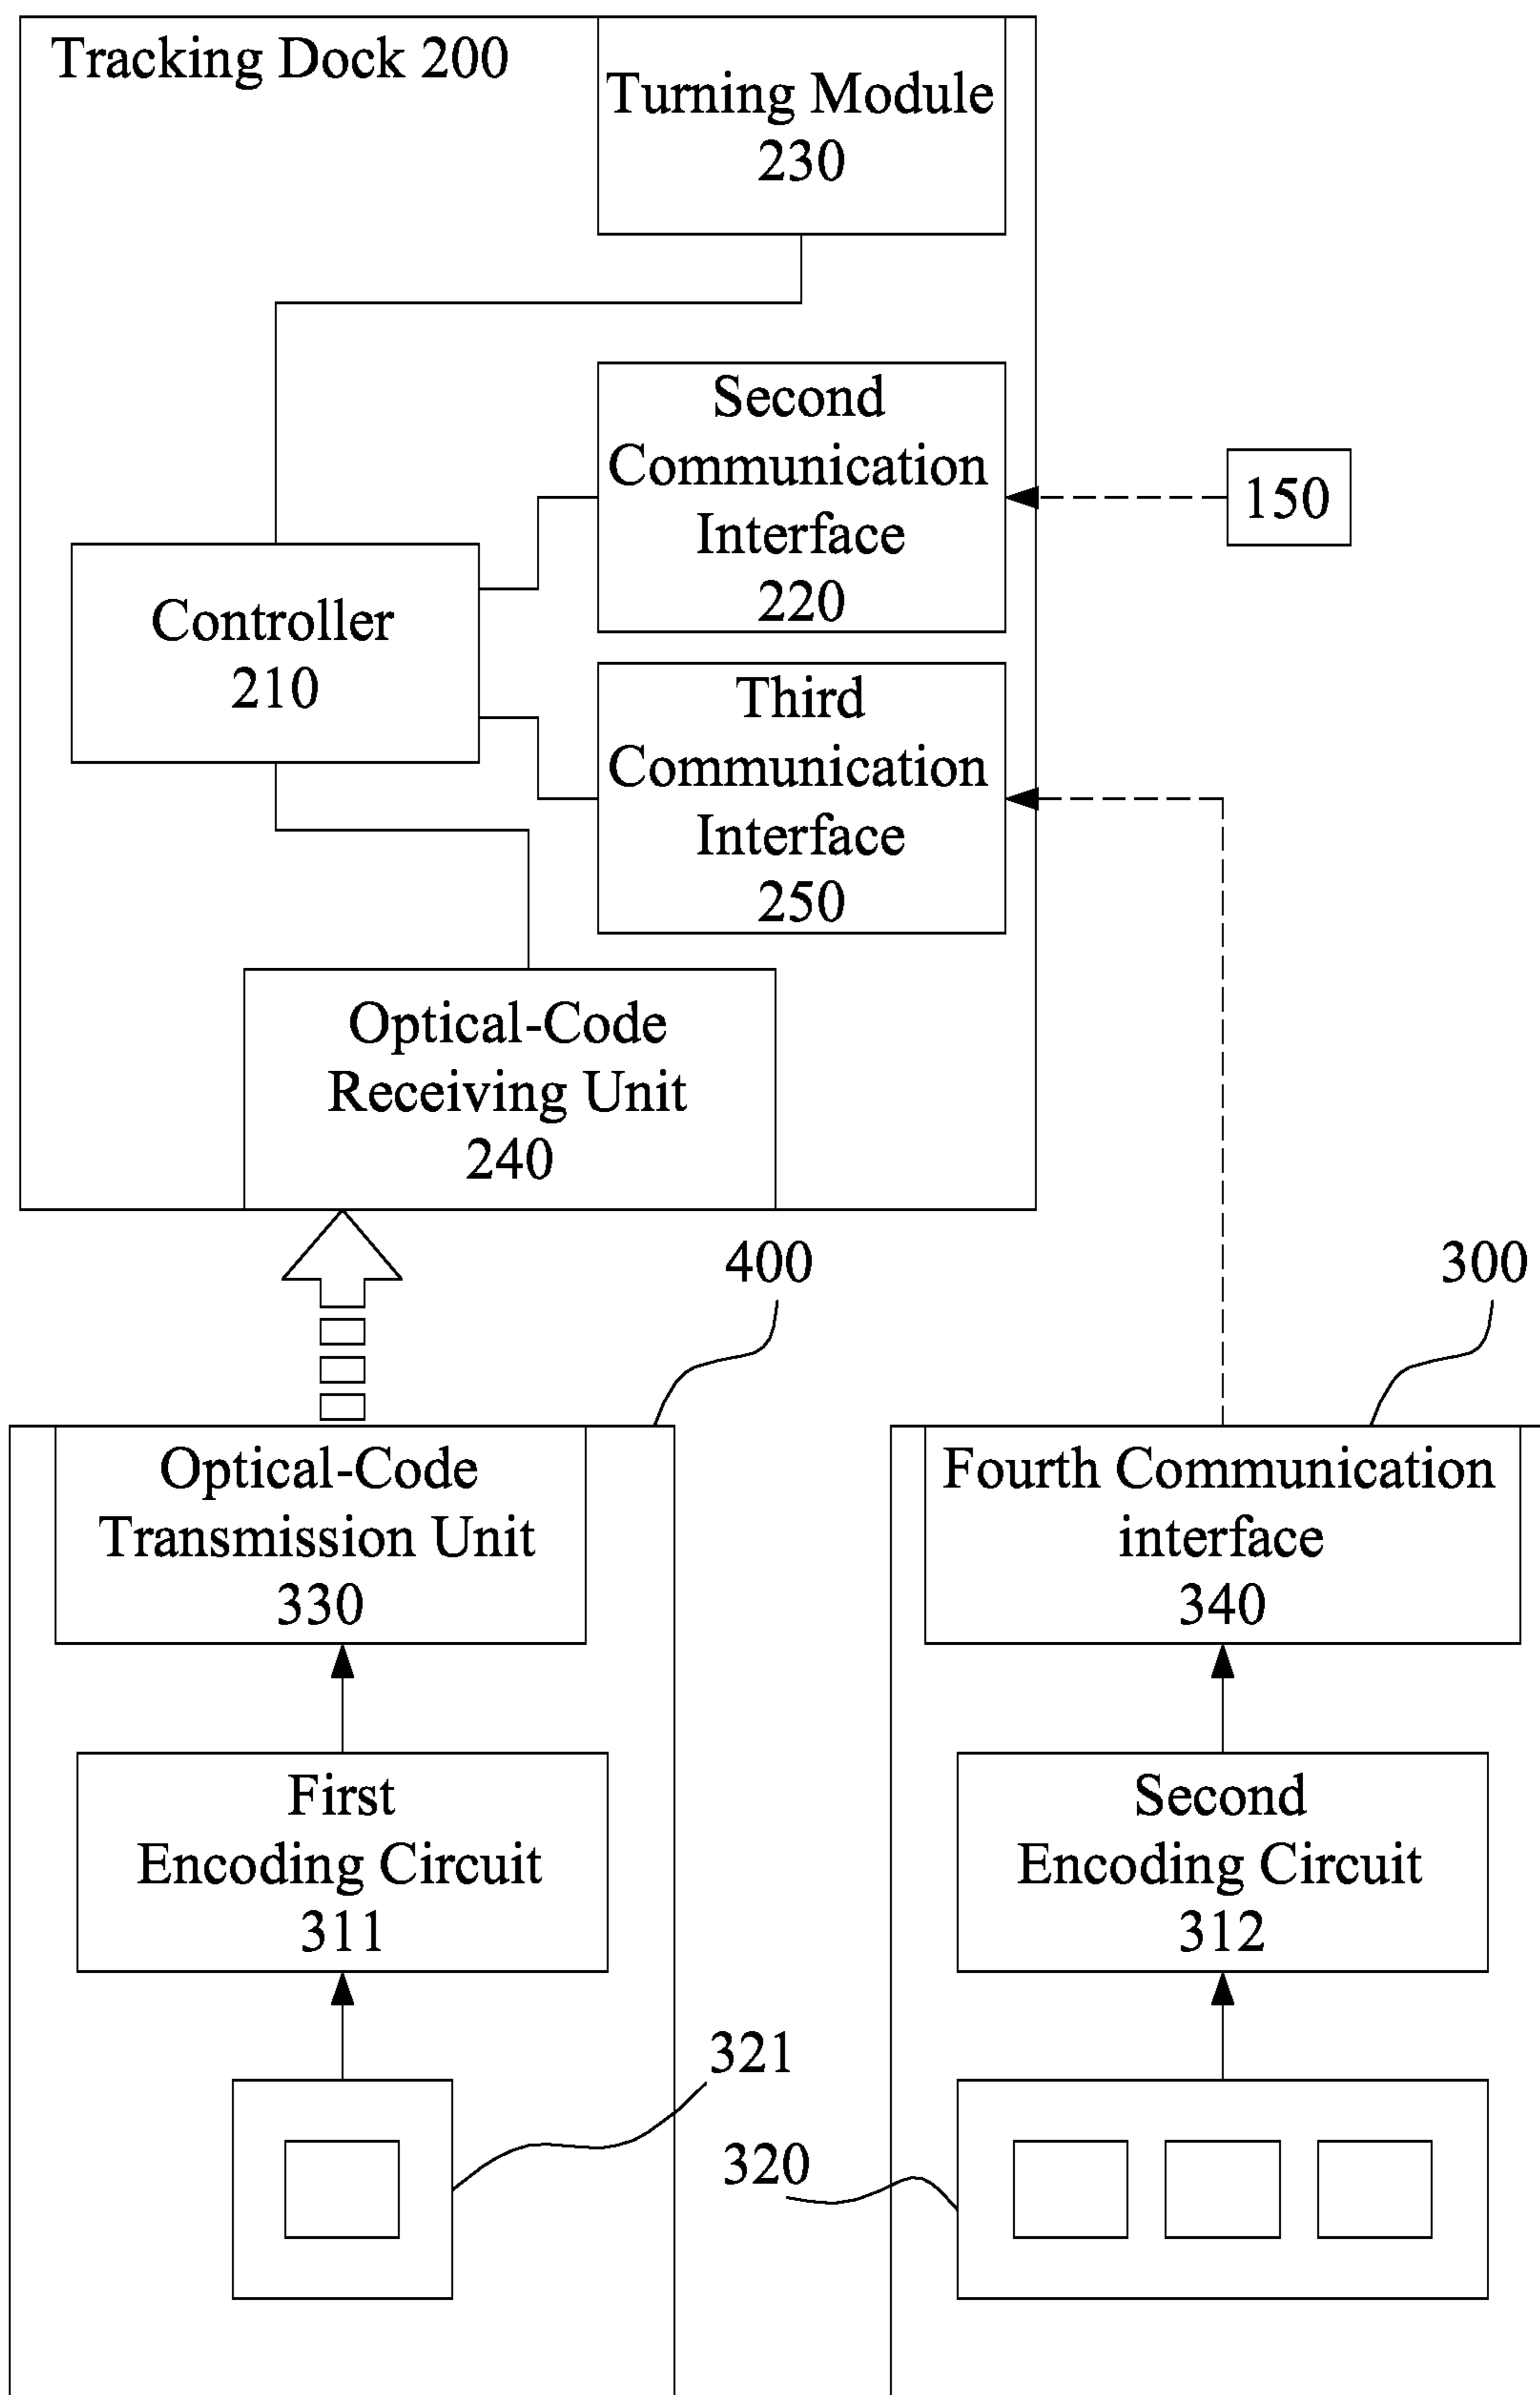 Tracking Dock 200
Turning Module
230
Second
Communication
Interface
220
150
Controller
210
Third
Communication
Interface
250
Optical-Code
Receiving Unit
240
400
300
Optical-Code
Transmission Unit
330
Fourth Communication
interface
340
First
Encoding Circuit
311
Second
Encoding Circuit
312
321
320